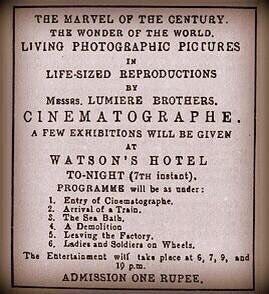 THE MARVEL OF THE CENTURY.
THE WONDER OF THE WORLD.
LIVING PHOTOGRAPHIC PICTURES
IN
LIFE-SIZED REPRODUCTIONS
BY
MESSRS. LUMIERE BROTHERS.
CINEMATOGRAPHE.
A FEW EXHIBITIONS WILL BE GIVEN
AT
WATSON'S HOTEL
TO-NIGHT (7TH instant).
PROGRAMME will be as under:
1. Entry of Cinematographe.
2. Arrival of a Train.
3. The Sea Bath.
4. A Demolition
5. Leaving the Factory.
6. Ladies and Soldiers on Wheels.
The Entertainment will take place at 6, 7, 9, and
10 p.m.
ADMISSION ONE RUPEE.